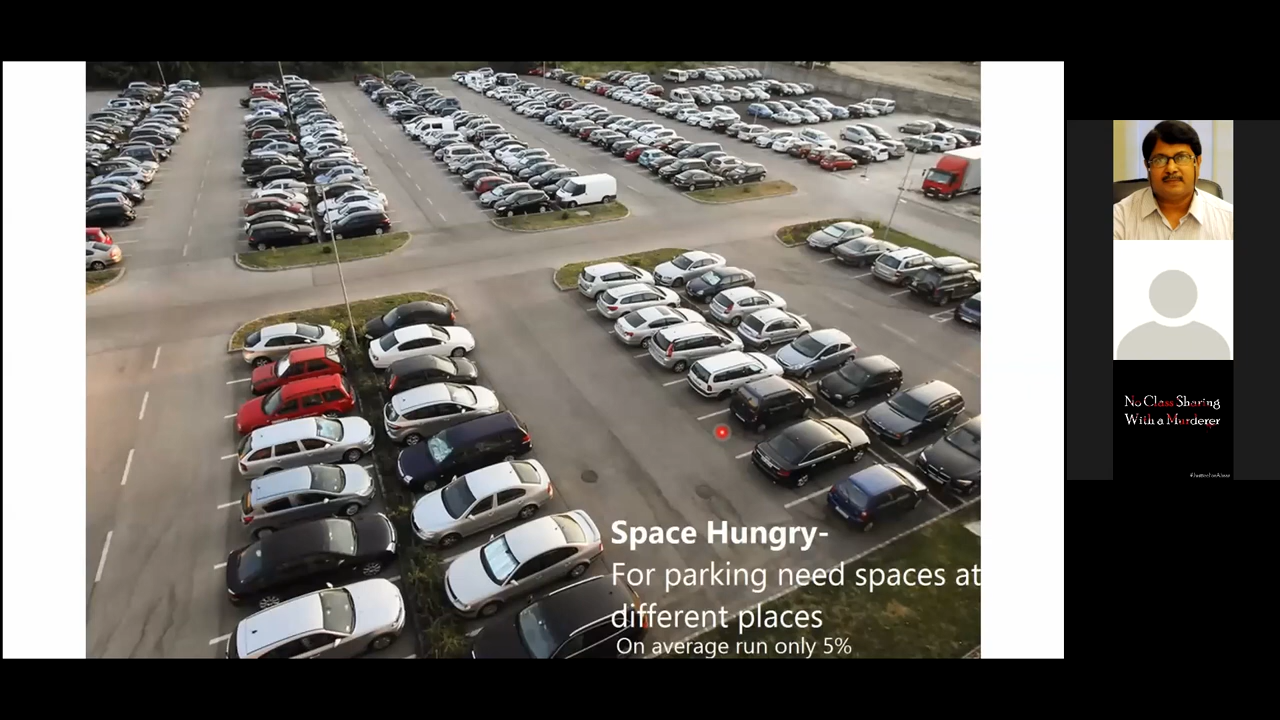 Space Hungry-
For parking need spaces at
different places
On average run only 5%
No Class Sharing
With a Murderer